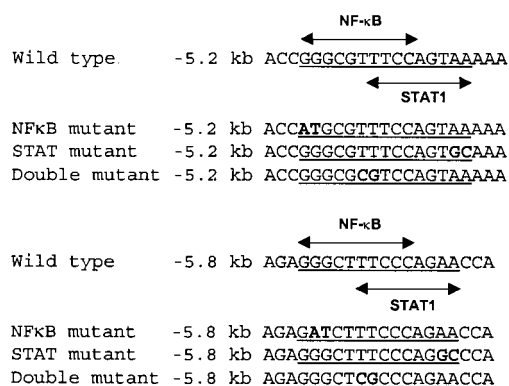 NF-κB
Wild type -5.2 kb ACCGGGCGTTTCCAGTAAAAA
STAT1
NFκB mutant -5.2 kb ACCATGCGTTTCCAGTAAAAA
STAT mutant -5.2 kb ACCGGGCGTTTCCAGTGCAAA
Double mutant -5.2 kb ACCGGGCGCGTCCAGTAAAAA
NF-κB
Wild type -5.8 kb AGAGGGCTTTCCCAGAACCA
STAT1
NFκB mutant -5.8 kb AGAGATCTTTCCCAGAACCA
STAT mutant -5.8 kb AGAGGGCTTTCCCAGGCCCA
Double mutant -5.8 kb AGAGGGCTCGCCCAGAACCA